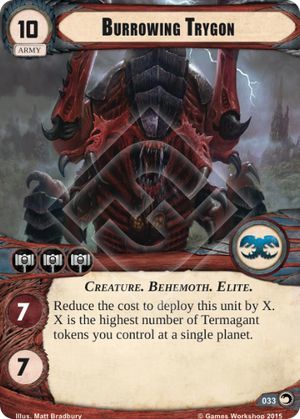 10
ARMY
BURROWING TRYGON
CREATURE. BEHEMOTH. ELITE.
7
Reduce the cost to deploy this unit by X.
X is the highest number of Termagant
tokens you control at a single planet.
7
033
Illus. Matt Bradbury
© Games Workshop 2015